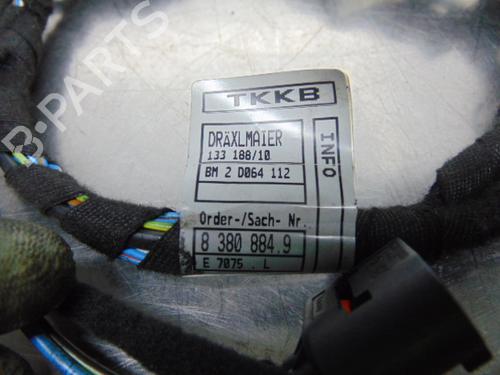 TKKB
DRÄXLMAIER
133 188/10
BM 2 D064 112
INFO
Order-/Sach- Nr.
8 380 884.9
E 7075 . L
B-PARTS